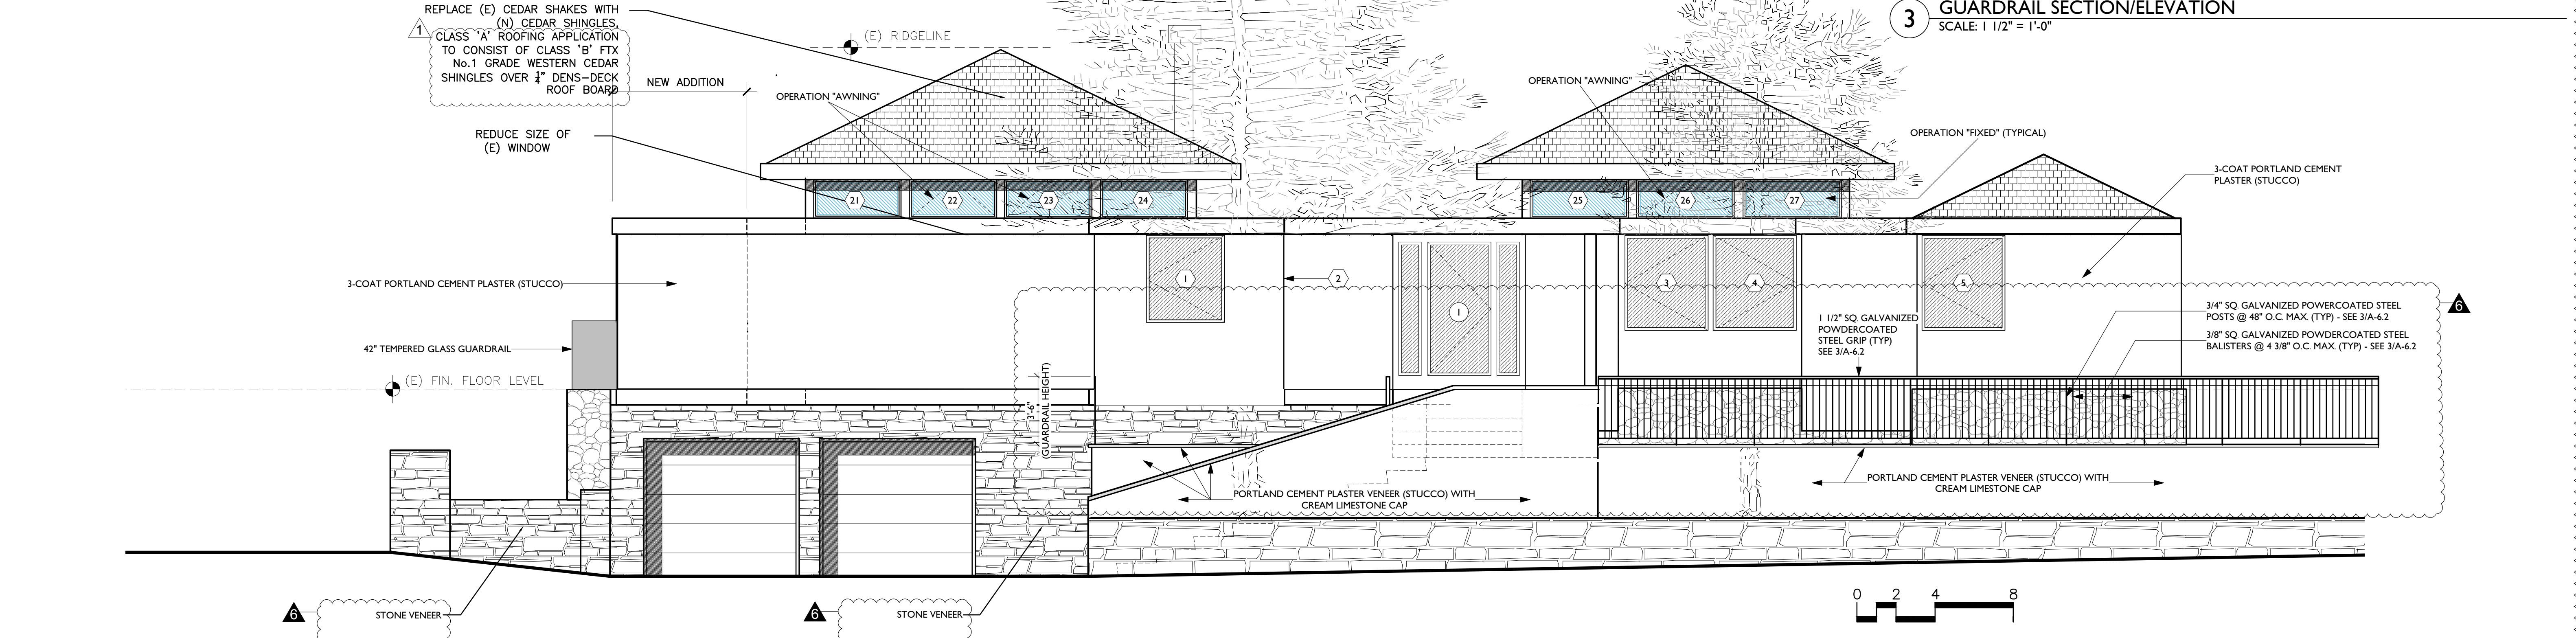 REPLACE (E) CEDAR SHAKES WITH
(N) CEDAR SHINGLES,
CLASS 'A' ROOFING APPLICATION
TO CONSIST OF CLASS 'B' FTX
No.1 GRADE WESTERN CEDAR
SHINGLES OVER ¼" DENS-DECK
ROOF BOARD
1
NEW ADDITION
REDUCE SIZE OF
(E) WINDOW
(E) RIDGELINE
OPERATION "AWNING"
3
GUARDRAIL SECTION/ELEVATION
SCALE: 1 1/2" = 1'-0"
OPERATION "AWNING"
OPERATION "FIXED" (TYPICAL)
3-COAT PORTLAND CEMENT
PLASTER (STUCCO)
21
22
23
24
25
26
27
3-COAT PORTLAND CEMENT PLASTER (STUCCO)
1
2
1
3
4
5
42" TEMPERED GLASS GUARDRAIL
(E) FIN. FLOOR LEVEL
3'-6"
(GUARDRAIL HEIGHT)
1 1/2" SQ. GALVANIZED
POWDERCOATED
STEEL GRIP (TYP)
SEE 3/A-6.2
3/4" SQ. GALVANIZED POWERCOATED STEEL
POSTS @ 48" O.C. MAX. (TYP) - SEE 3/A-6.2
3/8" SQ. GALVANIZED POWDERCOATED STEEL
BALISTERS @ 4 3/8" O.C. MAX. (TYP) - SEE 3/A-6.2
6
PORTLAND CEMENT PLASTER VENEER (STUCCO) WITH
CREAM LIMESTONE CAP
PORTLAND CEMENT PLASTER VENEER (STUCCO) WITH
CREAM LIMESTONE CAP
6
STONE VENEER
6
STONE VENEER
0 2 4 8